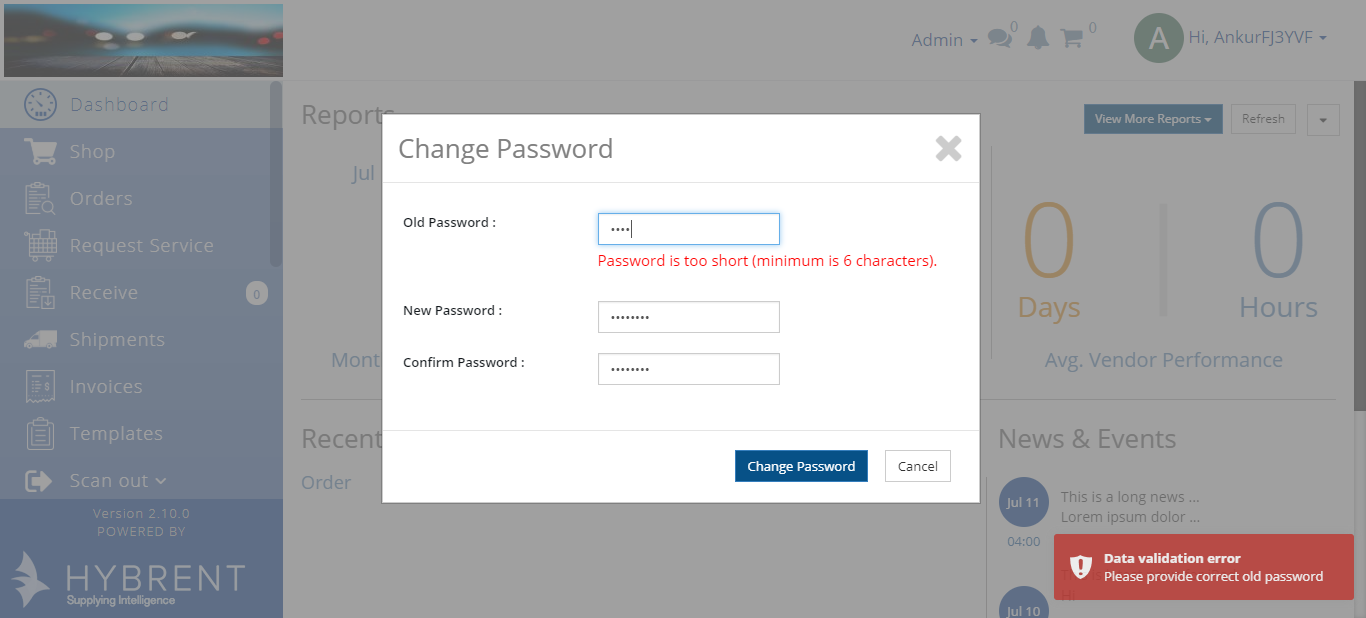 Admin
0
0
A
Hi, AnkurFJ3YVF
Dashboard
Shop
Orders
Request Service
Receive
0
Shipments
Invoices
Templates
Scan out
Version 2.10.0
POWERED BY
HYBRENT
Supplying Intelligence
Reports
View More Reports
Refresh
Jul
Mont
0
Days
0
Hours
Avg. Vendor Performance
Change Password
Old Password :
••••
Password is too short (minimum is 6 characters).
New Password :
••••••••
Confirm Password :
••••••••
Change Password
Cancel
Recent
Order
News & Events
Jul 11
04:00
This is a long news ...
Lorem ipsum dolor ...
Jul 10
Data validation error
Please provide correct old password